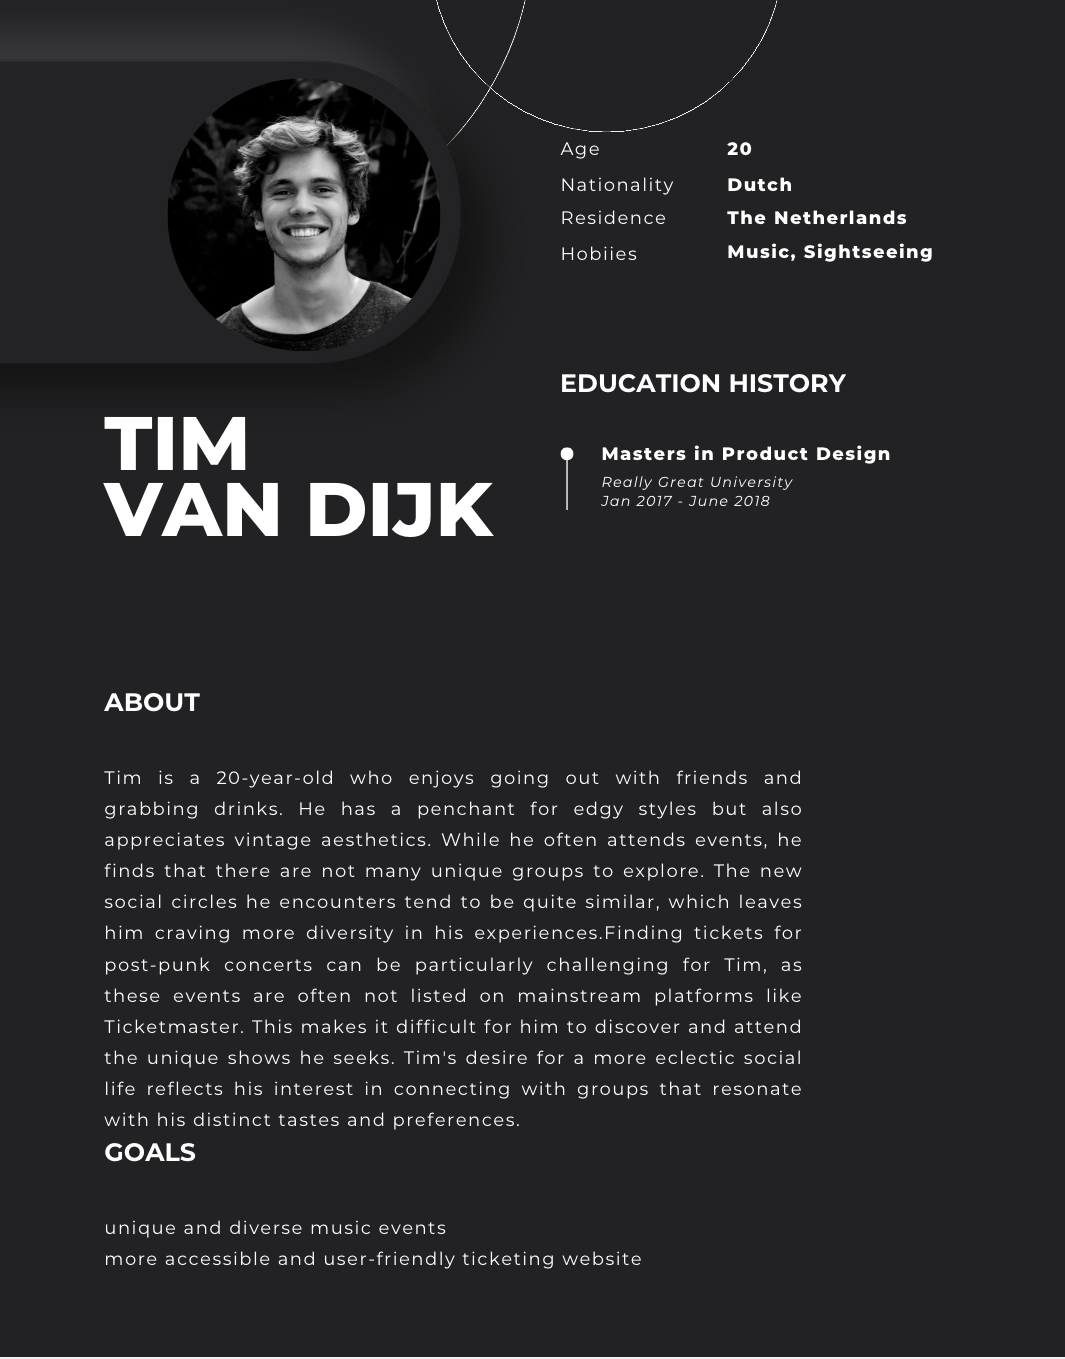 Age 20
Nationality Dutch
Residence The Netherlands
Hobiies Music, Sightseeing
EDUCATION HISTORY
Masters in Product Design
Really Great University
Jan 2017 - June 2018
TIM
VAN DIJK
ABOUT
Tim is a 20-year-old who enjoys going out with friends and
grabbing drinks. He has a penchant for edgy styles but also
appreciates vintage aesthetics. While he often attends events, he
finds that there are not many unique groups to explore. The new
social circles he encounters tend to be quite similar, which leaves
him craving more diversity in his experiences.Finding tickets for
post-punk concerts can be particularly challenging for Tim, as
these events are often not listed on mainstream platforms like
Ticketmaster. This makes it difficult for him to discover and attend
the unique shows he seeks. Tim's desire for a more eclectic social
life reflects his interest in connecting with groups that resonate
with his distinct tastes and preferences.
GOALS
unique and diverse music events
more accessible and user-friendly ticketing website